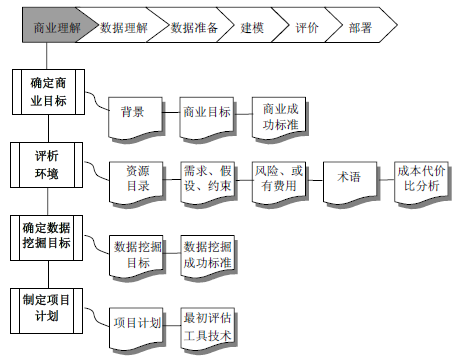 商业理解 数据理解 数据准备 建模 评价 部署
确定商
业目标
背景
商业目标
商业成
功标准
评析
环境
资源
目录
需求、假
设、约束
风险、或
有费用
术语
成本代价
比分析
确定数据
挖掘目标
数据挖掘
目标
数据挖掘
成功标准
制定项目
计划
项目计划
最初评估
工具技术